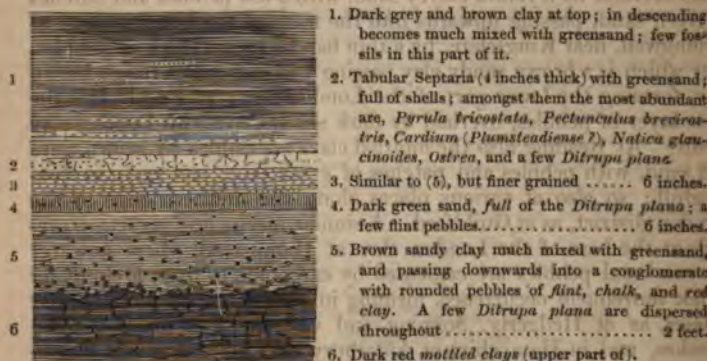 1. Dark grey and brown clay at top; in descending
becomes much mixed with greensand; few fos-
sils in this part of it.
1
2. Tabular Septaria (4 inches thick) with greensand;
full of shells; amongst them the most abundant
are, Pyrula tricostata, Pectunculus breviros-
tris, Cardium (Plumsteadiense?), Natica glau-
cinoides, Ostrea, and a few Ditrupa plana
2
3. Similar to (5), but finer grained ...... 6 inches.
3
4. Dark green sand, full of the Ditrupa plana; a
few flint pebbles.................. 6 inches.
4
5. Brown sandy clay much mixed with greensand,
and passing downwards into a conglomerate
with rounded pebbles of flint, chalk, and red
clay. A few Ditrupa plana are dispersed
throughout ...................... 2 feet.
5
6. Dark red mottled clays (upper part of).
6